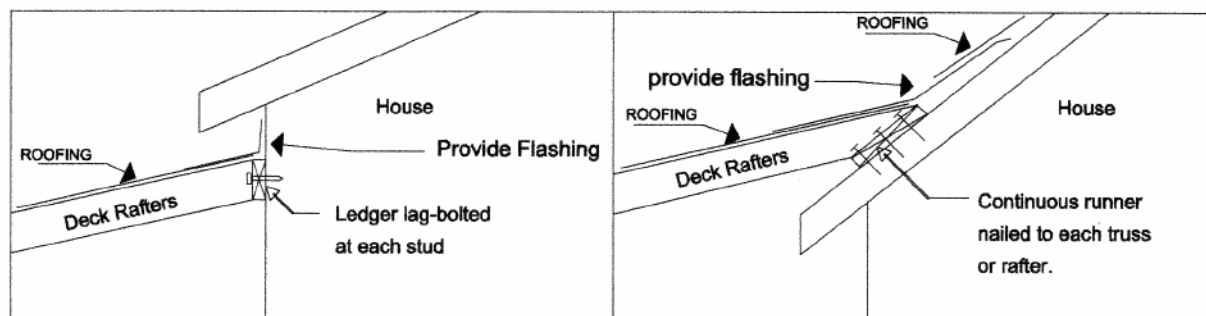 House
ROOFING
Provide Flashing
Deck Rafters
Ledger lag-bolted
at each stud
ROOFING
provide flashing
House
ROOFING
Deck Rafters
Continuous runner
nailed to each truss
or rafter.